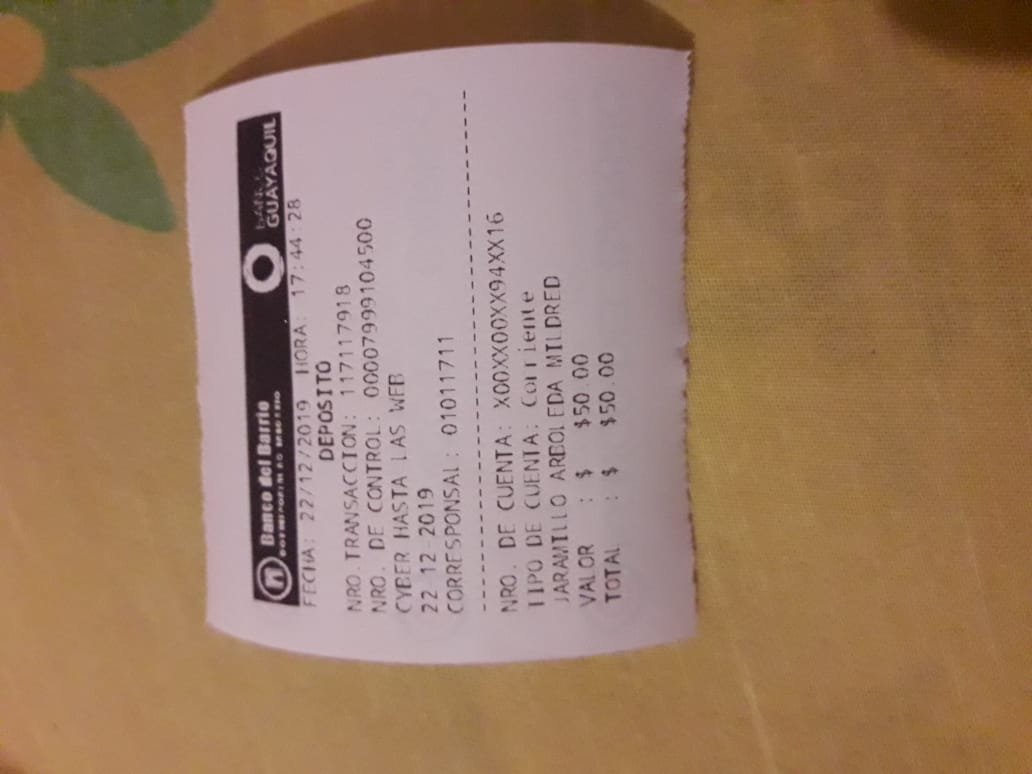 Banco del Barrio
BANCO GUAYAQUIL
FECHA: 22/12/2019 HORA: 17:44:28
DEPOSITO
NRO.TRANSACCION: 117117918
NRO. DE CONTROL: 00007999104500
CYBER HASTA LAS WEB
22-12-2019
CORRESPONSAL: 01011711
NRO. DE CUENTA: X00XX00XX94XX16
TIPO DE CUENTA: Corriente
JARAMILLO ARBOLEDA MILDRED
VALOR : $ $50.00
TOTAL : $ $50.00